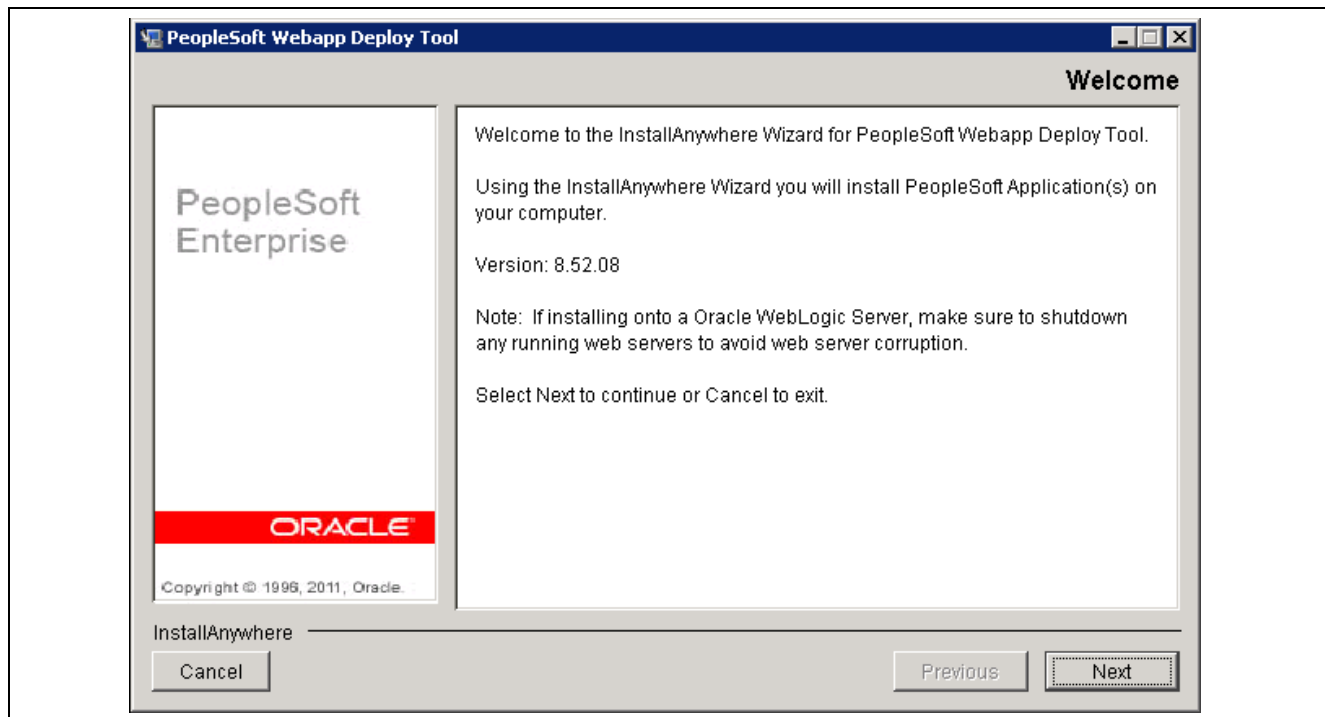 PeopleSoft Webapp Deploy Tool
Welcome
PeopleSoft
Enterprise
ORACLE
Copyright © 1996, 2011, Oracle.
Welcome to the InstallAnywhere Wizard for PeopleSoft Webapp Deploy Tool.
Using the InstallAnywhere Wizard you will install PeopleSoft Application(s) on
your computer.
Version: 8.52.08
Note:  If installing onto a Oracle WebLogic Server, make sure to shutdown
any running web servers to avoid web server corruption.
Select Next to continue or Cancel to exit.
InstallAnywhere
Cancel
Previous
Next